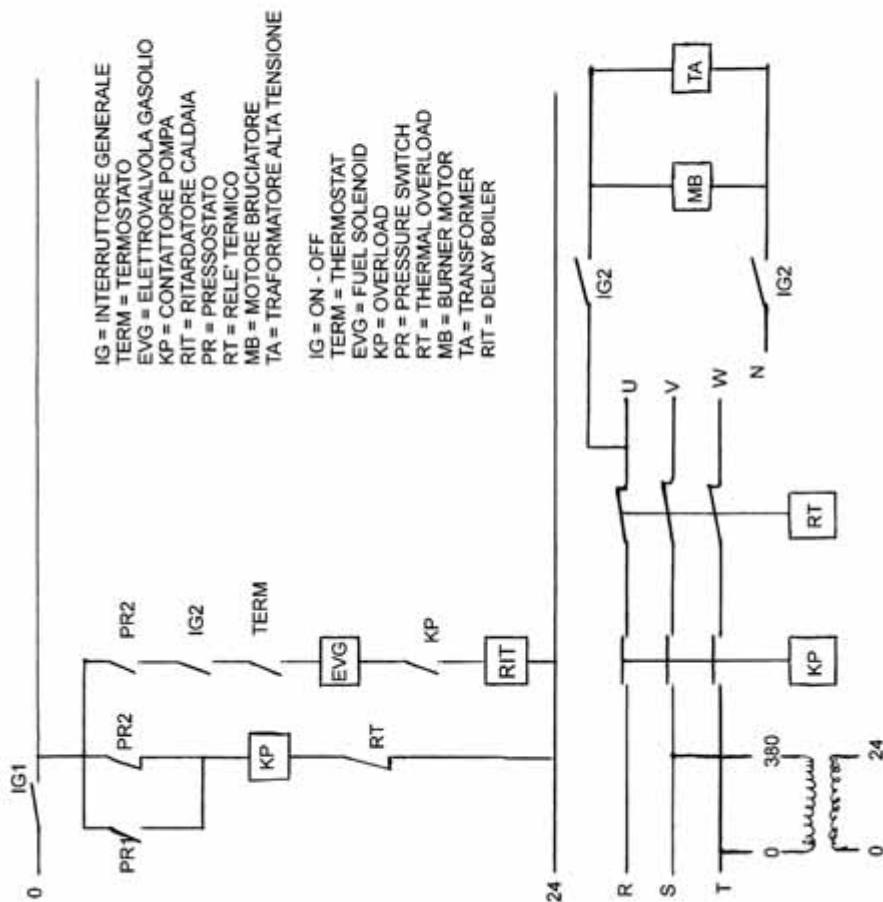 IG = INTERRUTTORE GENERALE
TERM = TERMOSTATO
EVG = ELETTROVALVOLA GASOLIO
KP = CONTATTORE POMPA
RIT = RITARDATORE CALDAIA
PR = PRESSOSTATO
RT = RELE' TERMICO
MB = MOTORE BRUCIATORE
TA = TRAFORMATORE ALTA TENSIONE
IG = ON - OFF
TERM = THERMOSTAT
EVG = FUEL SOLENOID
KP = OVERLOAD
PR = PRESSURE SWITCH
RT = THERMAL OVERLOAD
MB = BURNER MOTOR
TA = TRANSFORMER
RIT = DELAY BOILER
0
IG1
PR1
PR2
PR2
IG2
KP
TERM
RT
EVG
KP
RIT
24
R
S
T
U
V
W
N
IG2
IG2
MB
TA
KP
RT
0
380
0
24